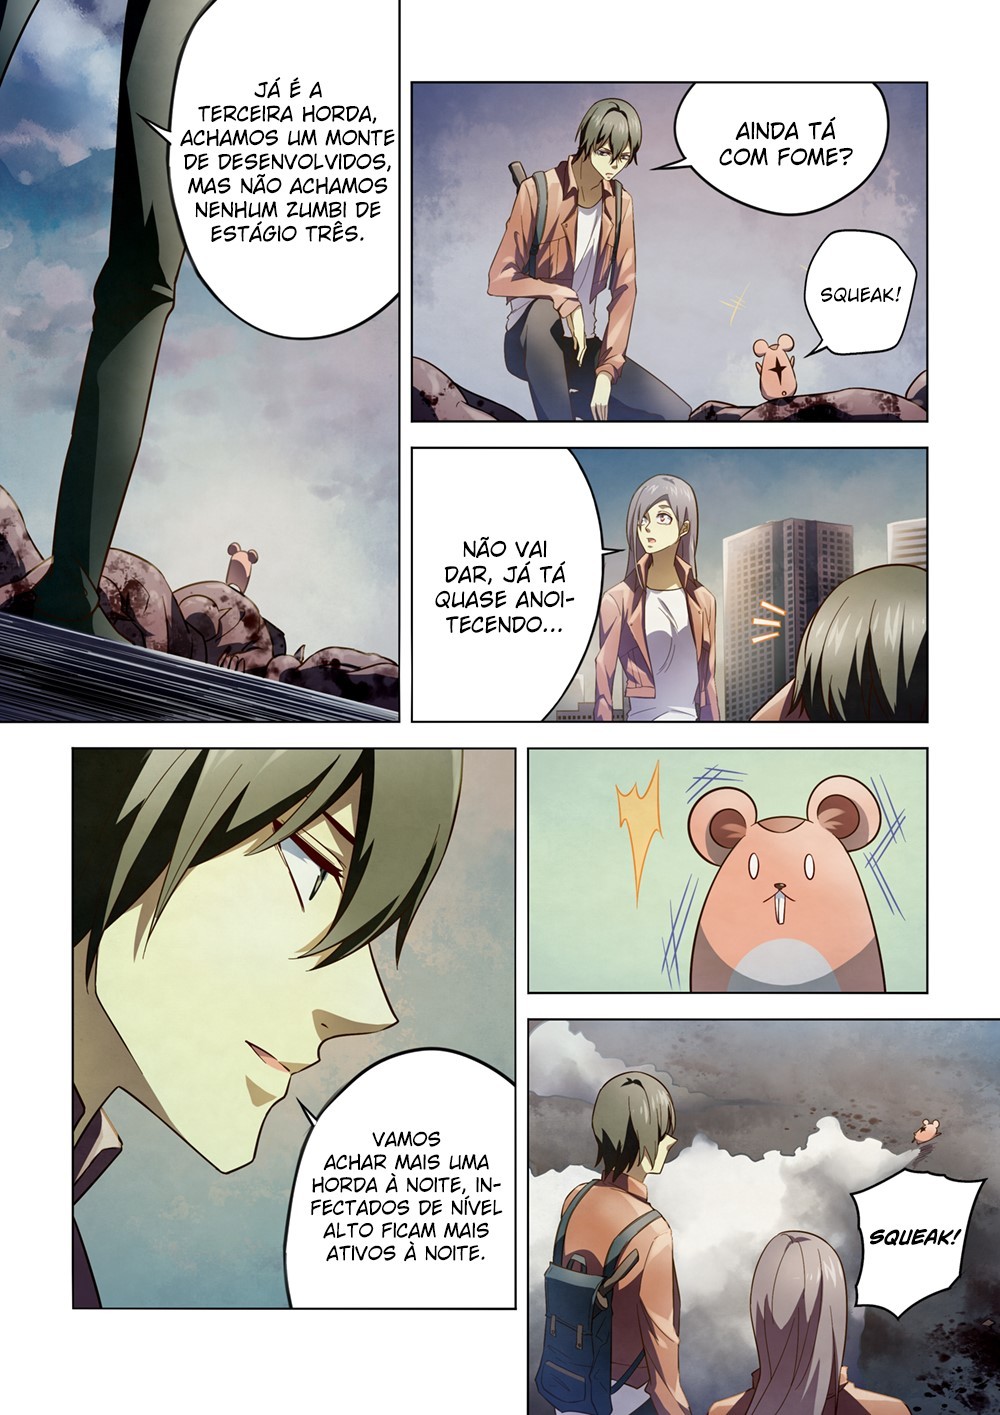 JÁ É A
TERCEIRA HORDA,
ACHAMOS UM MONTE
DE DESENVOLVIDOS,
MAS NÃO ACHAMOS
NENHUM ZUMBI DE
ESTÁGIO TRÊS.
AINDA TÁ
COM FOME?
SQUEAK!
NÃO VAI
DAR, JÁ TÁ
QUASE ANOI-
TECENDO...
VAMOS
ACHAR MAIS UMA
HORDA À NOITE, IN-
FECTADOS DE NÍVEL
ALTO FICAM MAIS
ATIVOS À NOITE.
SQUEAK!